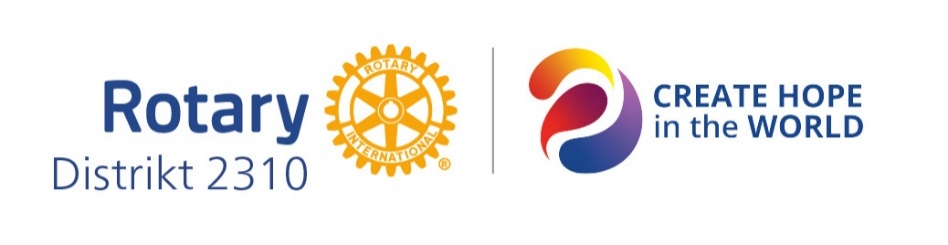 Rotary
Distrikt 2310
ROTARY
INTERNATIONAL
®
CREATE HOPE
in the WORLD